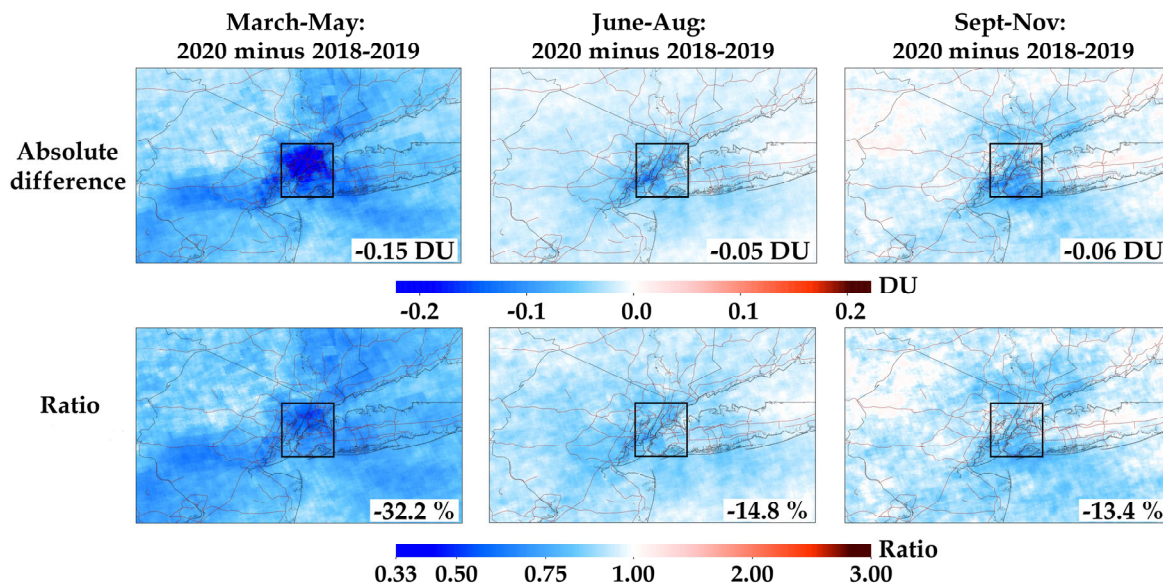 March-May:
2020 minus 2018-2019
June-Aug:
2020 minus 2018-2019
Sept-Nov:
2020 minus 2018-2019
Absolute
difference
-0.15 DU
-0.05 DU
-0.06 DU
DU
-0.2 -0.1 0.0 0.1 0.2
Ratio
-32.2 %
-14.8 %
-13.4 %
Ratio
0.33 0.50 0.75 1.00 2.00 3.00